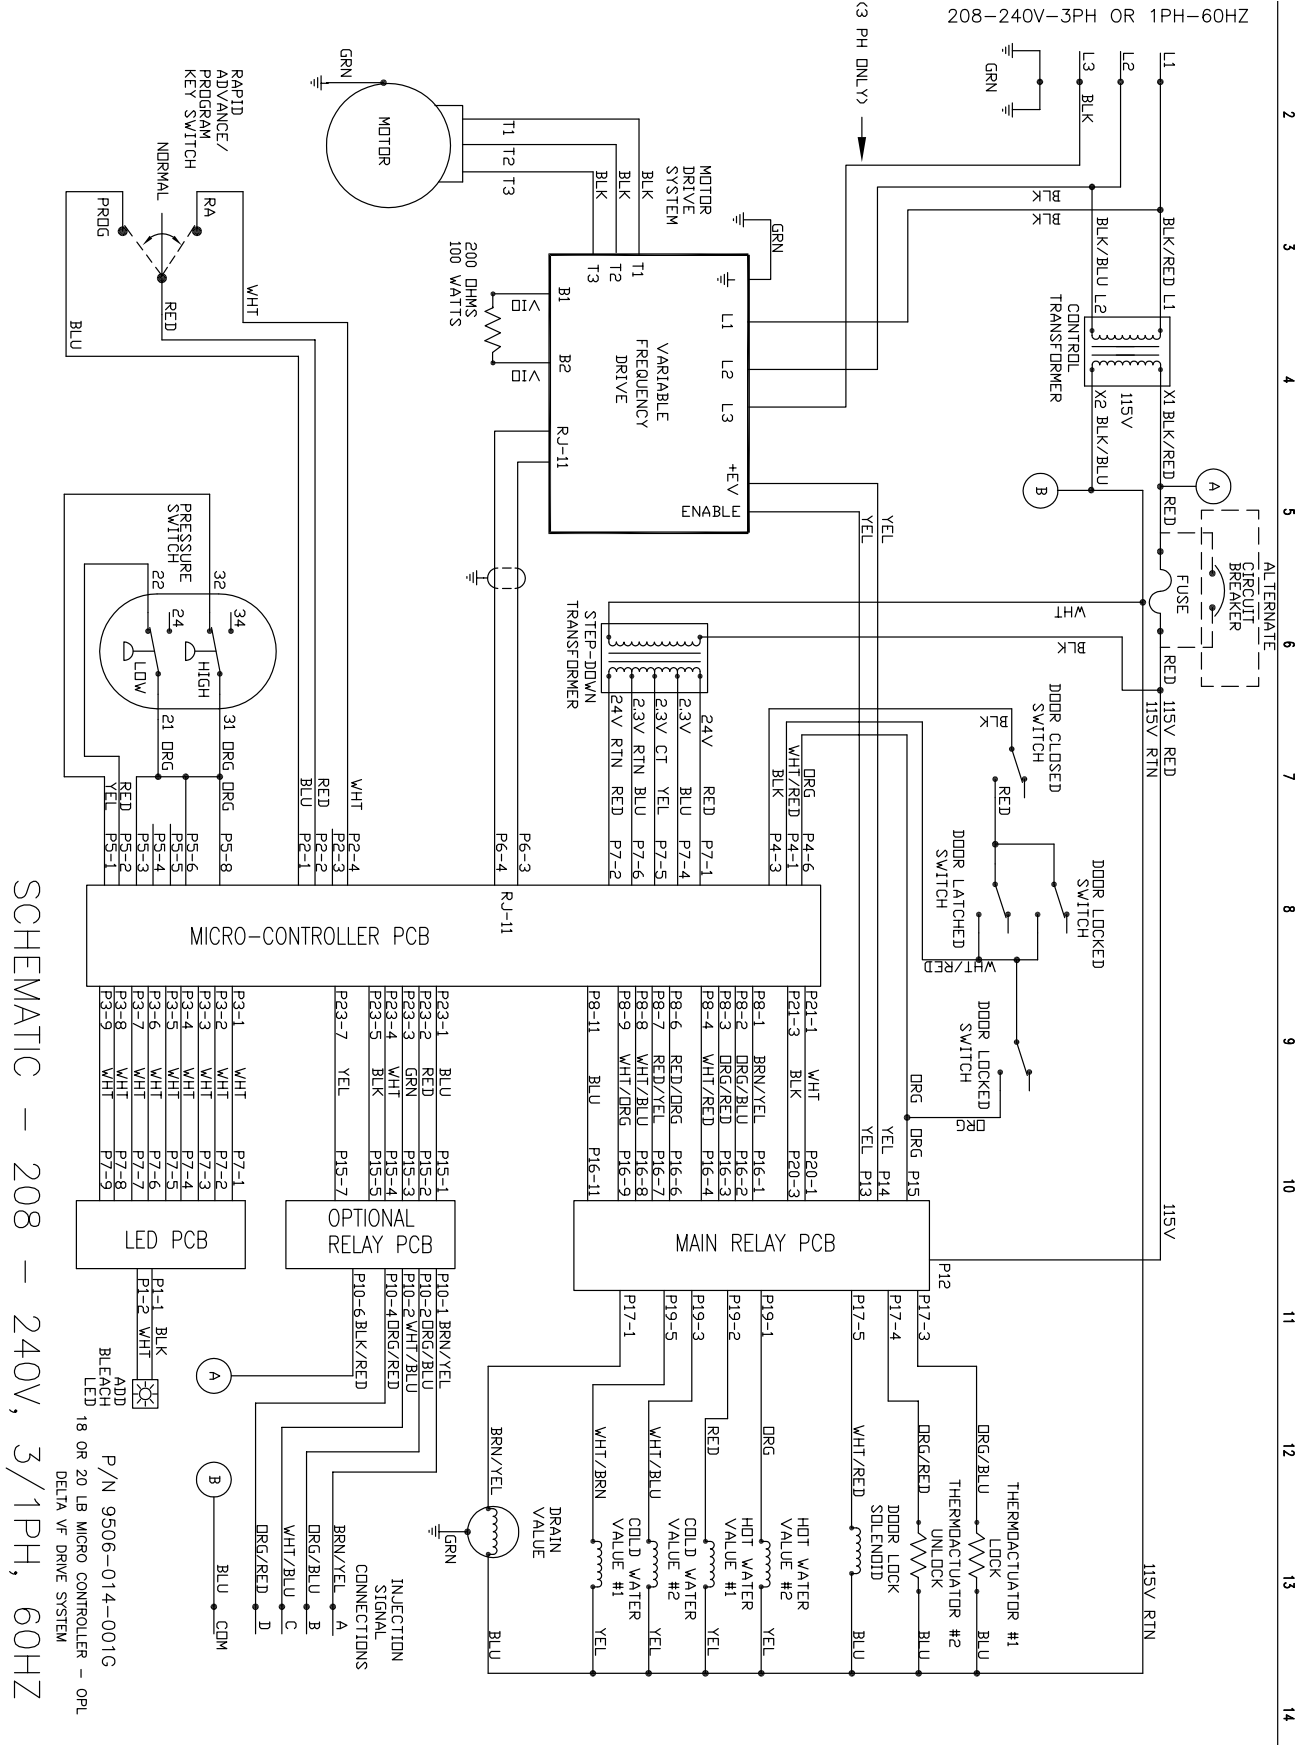 208-240V-3PH OR 1PH-60HZ
(3 PH ONLY)
2
3
4
5
6
7
8
9
10
11
12
13
14
L1
L2
L3
BLK
GRN
BLK
BLK
BLK/RED L1
BLK/BLU L2
CONTROL
TRANSFORMER
X1 BLK/RED
115V
X2 BLK/BLU
A
B
RED
FUSE
ALTERNATE
CIRCUIT
BREAKER
RED
115V RED
115V RTN
WHT
BLK
115V
115V RTN
GRN
MOTOR
T1
T2
T3
BLK
BLK
BLK
MOTOR
DRIVE
SYSTEM
GRN
200 OHMS
100 WATTS
VIO
VIO
T1
T2
T3
B1
B2
RJ-11
VARIABLE
FREQUENCY
DRIVE
L1
L2
L3
+EV
ENABLE
YEL
YEL
RAPID
ADVANCE/
PROGRAM
KEY SWITCH
NORMAL
RA
PROG
WHT
RED
BLU
PRESSURE
SWITCH
32
34
22
24
HIGH
LOW
31 ORG
21 ORG
STEP-DOWN
TRANSFORMER
24V RED P7-1
2.3V BLU P7-4
2.3V CT YEL P7-5
2.3V RTN BLU P7-6
24V RTN RED P7-2
DOOR CLOSED
SWITCH
BLK
RED
DOOR LATCHED
SWITCH
DOOR LOCKED
SWITCH
WHT/RED
DOOR LOCKED
SWITCH
ORG
ORG
ORG P4-6
WHT/RED P4-1
BLK P4-3
P6-3
P6-4
RJ-11
WHT P2-4
P2-3
RED P2-2
BLU P2-1
ORG P5-8
P5-6
P5-5
P5-4
P5-3
RED P5-2
YEL P5-1
MICRO-CONTROLLER PCB
P21-1 WHT P20-1
P21-3 BLK P20-3
P8-1 BRN/YEL P16-1
P8-2 ORG/BLU P16-2
P8-3 ORG/RED P16-3
P8-4 WHT/RED P16-4
P8-6 RED/ORG P16-6
P8-7 RED/YEL P16-7
P8-8 WHT/BLU P16-8
P8-9 WHT/ORG P16-9
P8-11 BLU P16-11
P23-1 BLU P15-1
P23-2 RED P15-2
P23-3 GRN P15-3
P23-4 WHT P15-4
P23-5 BLK P15-5
P23-7 YEL P15-7
P3-1 WHT P7-1
P3-2 WHT P7-2
P3-3 WHT P7-3
P3-4 WHT P7-4
P3-5 WHT P7-5
P3-6 WHT P7-6
P3-7 WHT P7-7
P3-8 WHT P7-8
P3-9 WHT P7-9
ORG P15
YEL P14
YEL P13
MAIN RELAY PCB
P12
OPTIONAL
RELAY PCB
LED PCB
P17-3
P17-4
P17-5
P19-1
P19-2
P19-3
P19-5
P17-1
P10-1 BRN/YEL
P10-2 ORG/BLU
P10-2 WHT/BLU
P10-4 ORG/RED
P10-6 BLK/RED
P1-1 BLK
P1-2 WHT
ADD
BLEACH
LED
A
B
ORG/BLU
THERMOACTUATOR #1
LOCK
BLU
ORG/RED
THERMOACTUATOR #2
UNLOCK
BLU
WHT/RED
DOOR LOCK
SOLENOID
BLU
ORG
HOT WATER
VALUE #2
YEL
RED
HOT WATER
VALUE #1
YEL
WHT/BLU
COLD WATER
VALUE #2
YEL
WHT/BRN
COLD WATER
VALUE #1
YEL
BRN/YEL
DRAIN
VALUE
GRN
BLU
INJECTION
SIGNAL
CONNECTIONS
BRN/YEL A
ORG/BLU B
WHT/BLU C
ORG/RED D
BLU COM
P/N 9506-014-001G
18 OR 20 LB MICRO CONTROLLER - OPL
DELTA VF DRIVE SYSTEM
SCHEMATIC - 208 - 240V, 3/1PH, 60HZ